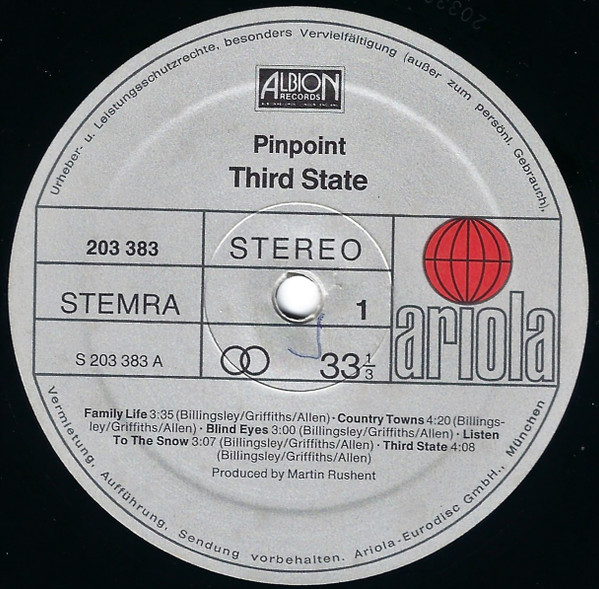 Urheber- u. Leistungsschutzrechte, besonders Vervielfältigung (außer zum persönl. Gebrauch),
ALBION
RECORDS
Pinpoint
Third State
203 383
STEREO
STEMRA
1
ariola
S 203 383 A
33 1/3
Family Life 3:35 (Billingsley/Griffiths/Allen) · Country Towns 4:20 (Billings-
ley/Griffiths/Allen) · Blind Eyes 3:00 (Billingsley/Griffiths/Allen) · Listen
To The Snow 3:07 (Billingsley/Griffiths/Allen) · Third State 4:08
(Billingsley/Griffiths/Allen)
Produced by Martin Rushent
Vermietung, Aufführung, Sendung vorbehalten. Ariola-Eurodisc GmbH., München